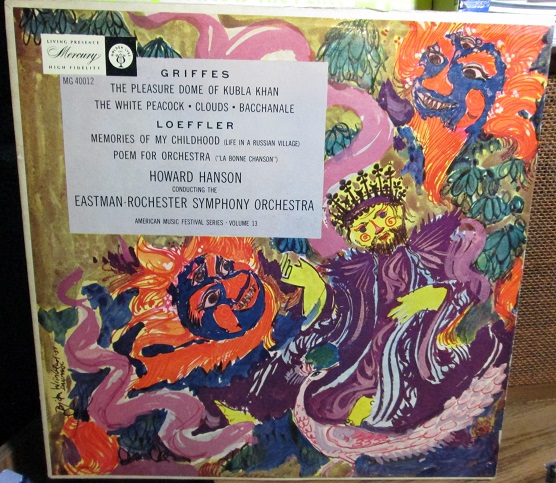 LIVING PRESENCE
Mercury
HIGH FIDELITY
MG 40012
GRIFFES
THE PLEASURE DOME OF KUBLA KHAN
THE WHITE PEACOCK • CLOUDS • BACCHANALE
LOEFFLER
MEMORIES OF MY CHILDHOOD (LIFE IN A RUSSIAN VILLAGE)
POEM FOR ORCHESTRA ("LA BONNE CHANSON")
HOWARD HANSON
CONDUCTING THE
EASTMAN-ROCHESTER SYMPHONY ORCHESTRA
AMERICAN MUSIC FESTIVAL SERIES • VOLUME 13